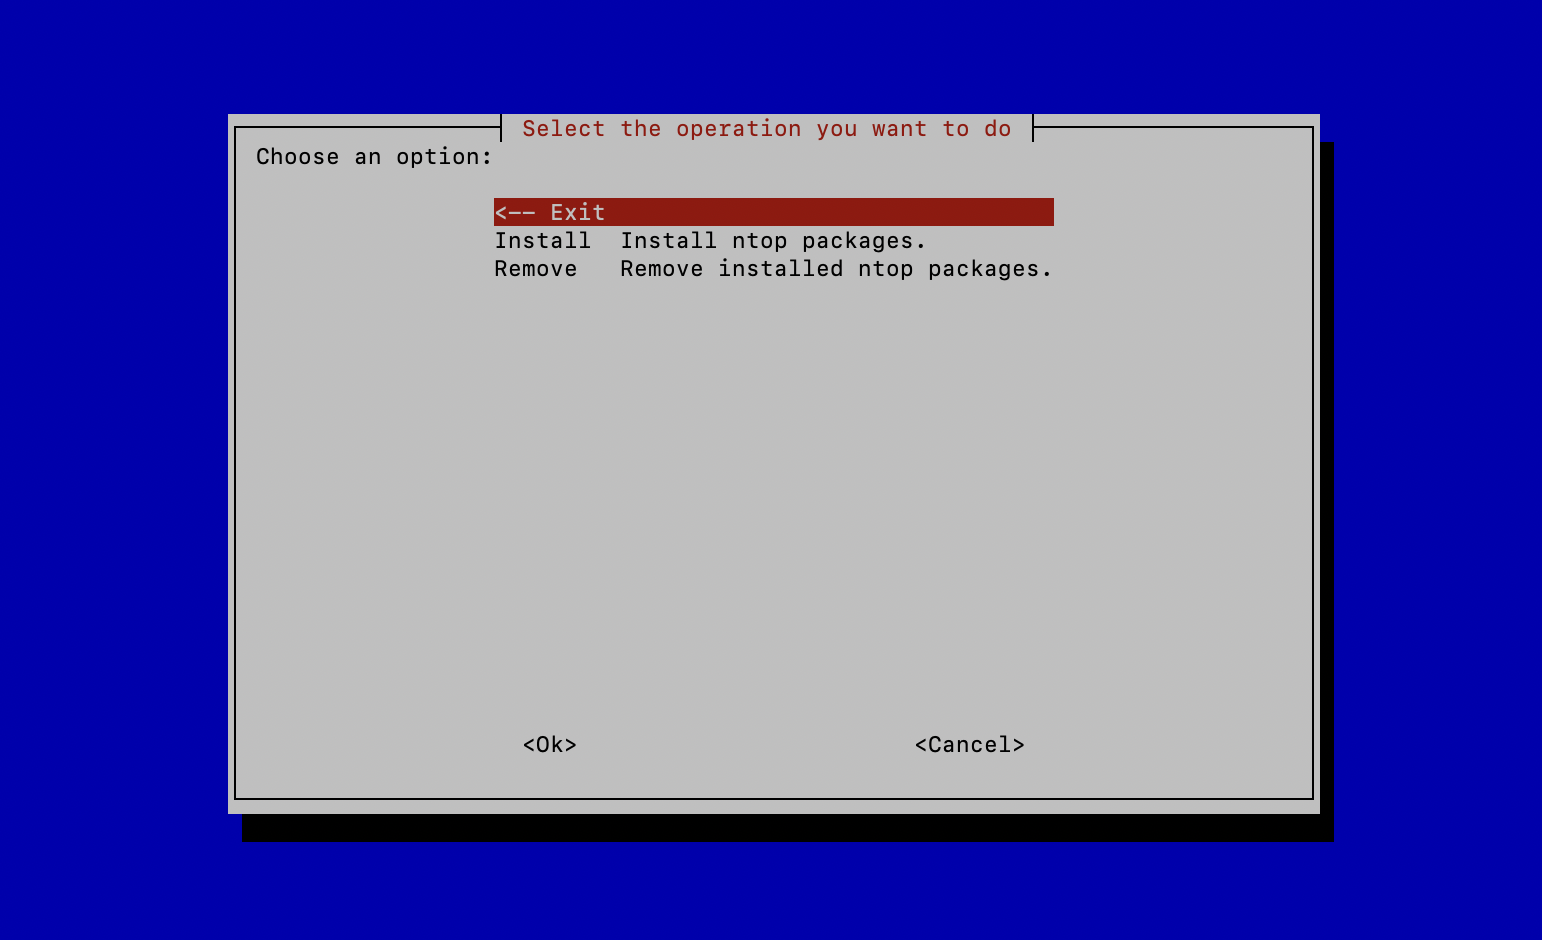 Select the operation you want to do
Choose an option:
<-- Exit
Install  Install ntop packages.
Remove   Remove installed ntop packages.
<Ok> <Cancel>